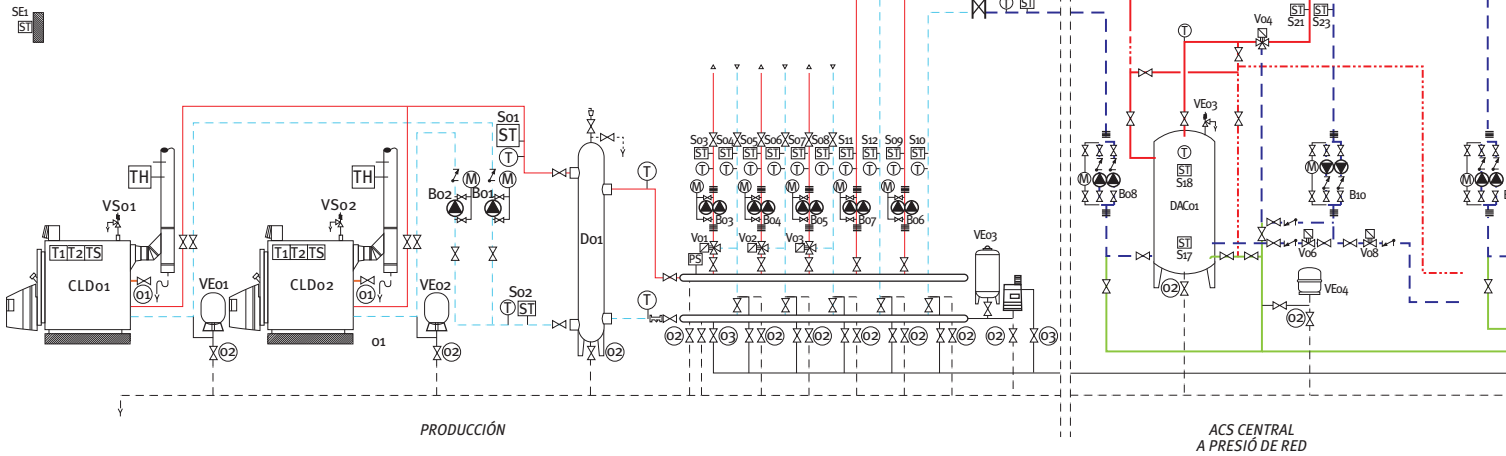 SE1
ST
T
ST
ST
S21
ST
S23
V04
T
VE03
S01
ST
T
TH
TH
VS01
VS02
B02
M
B01
M
D01
T
S03
S04
S05
S06
S07
S08
S11
S12
S09
S10
ST
ST
ST
ST
ST
ST
ST
ST
ST
ST
T
T
T
T
T
T
T
T
T
T
M
M
M
M
M
B03
B04
B05
B07
B06
V01
V02
V03
PS
VE03
M
B08
T
ST
S18
DAC01
ST
S17
M
B10
M
B
V06
V08
VE04
T1
T2
TS
CLD01
01
VE01
T1
T2
TS
CLD02
01
VE02
S02
T
ST
T
01
02
02
02
02
03
02
02
02
02
02
02
03
02
02
PRODUCCIÓN
ACS CENTRAL
A PRESIÓ DE RED